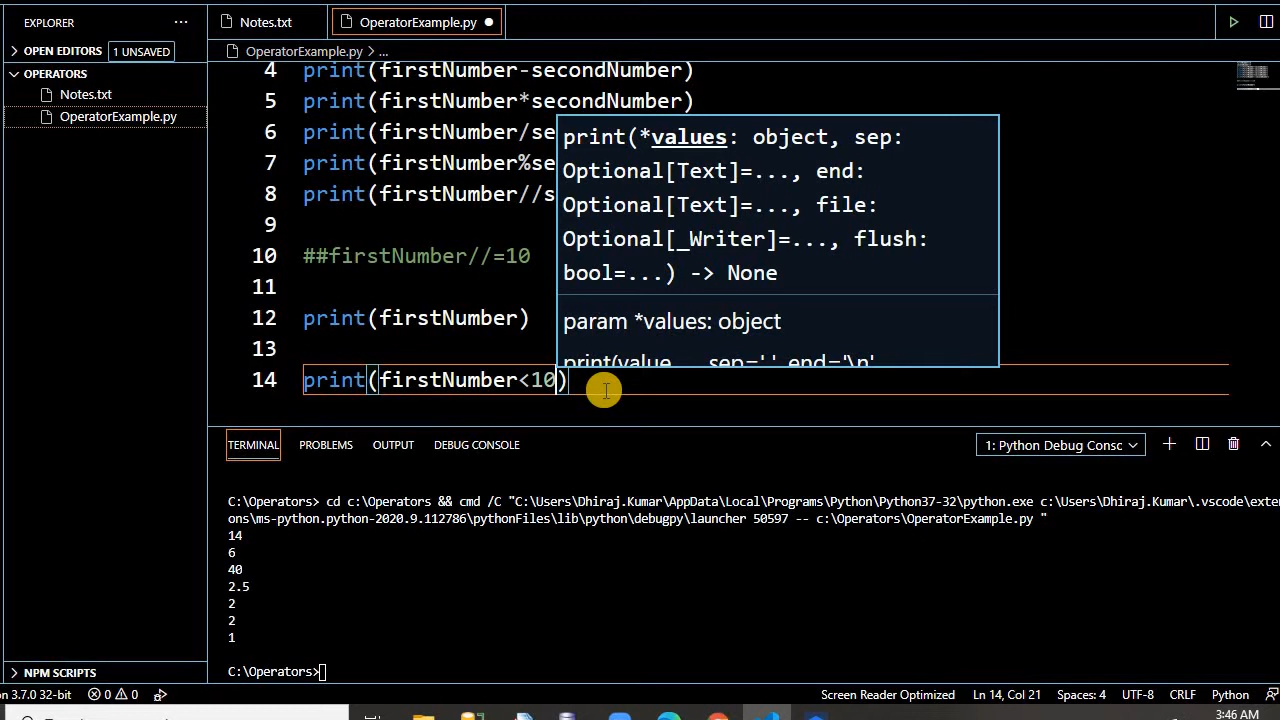 EXPLORER
Notes.txt
OperatorExample.py
OPEN EDITORS 1 UNSAVED
OperatorExample.py > ...
OPERATORS
Notes.txt
OperatorExample.py
4 print(firstNumber-secondNumber)
5 print(firstNumber*secondNumber)
6 print(firstNumber/se
7 print(firstNumber%se
8 print(firstNumber//s
9
10 ##firstNumber//=10
11
12 print(firstNumber)
13
14 print(firstNumber<10)
print(*values: object, sep:
Optional[Text]=..., end:
Optional[Text]=..., file:
Optional[_Writer]=..., flush:
bool=...) -> None
param *values: object
print(value, ..., sep=' ', end='\n',
TERMINAL PROBLEMS OUTPUT DEBUG CONSOLE 1: Python Debug Consc
C:\Operators> cd c:\Operators && cmd /C "C:\Users\Dhiraj.Kumar\AppData\Local\Programs\Python\Python37-32\python.exe c:\Users\Dhiraj.Kumar\.vscode\exte
ons\ms-python.python-2020.9.112786\pythonFiles\lib\python\debugpy\launcher 50597 -- c:\Operators\OperatorExample.py "
14
6
40
2.5
2
2
1
C:\Operators>
NPM SCRIPTS
on 3.7.0 32-bit 0 0 Screen Reader Optimized Ln 14, Col 21 Spaces: 4 UTF-8 CRLF Python
3:46 AM